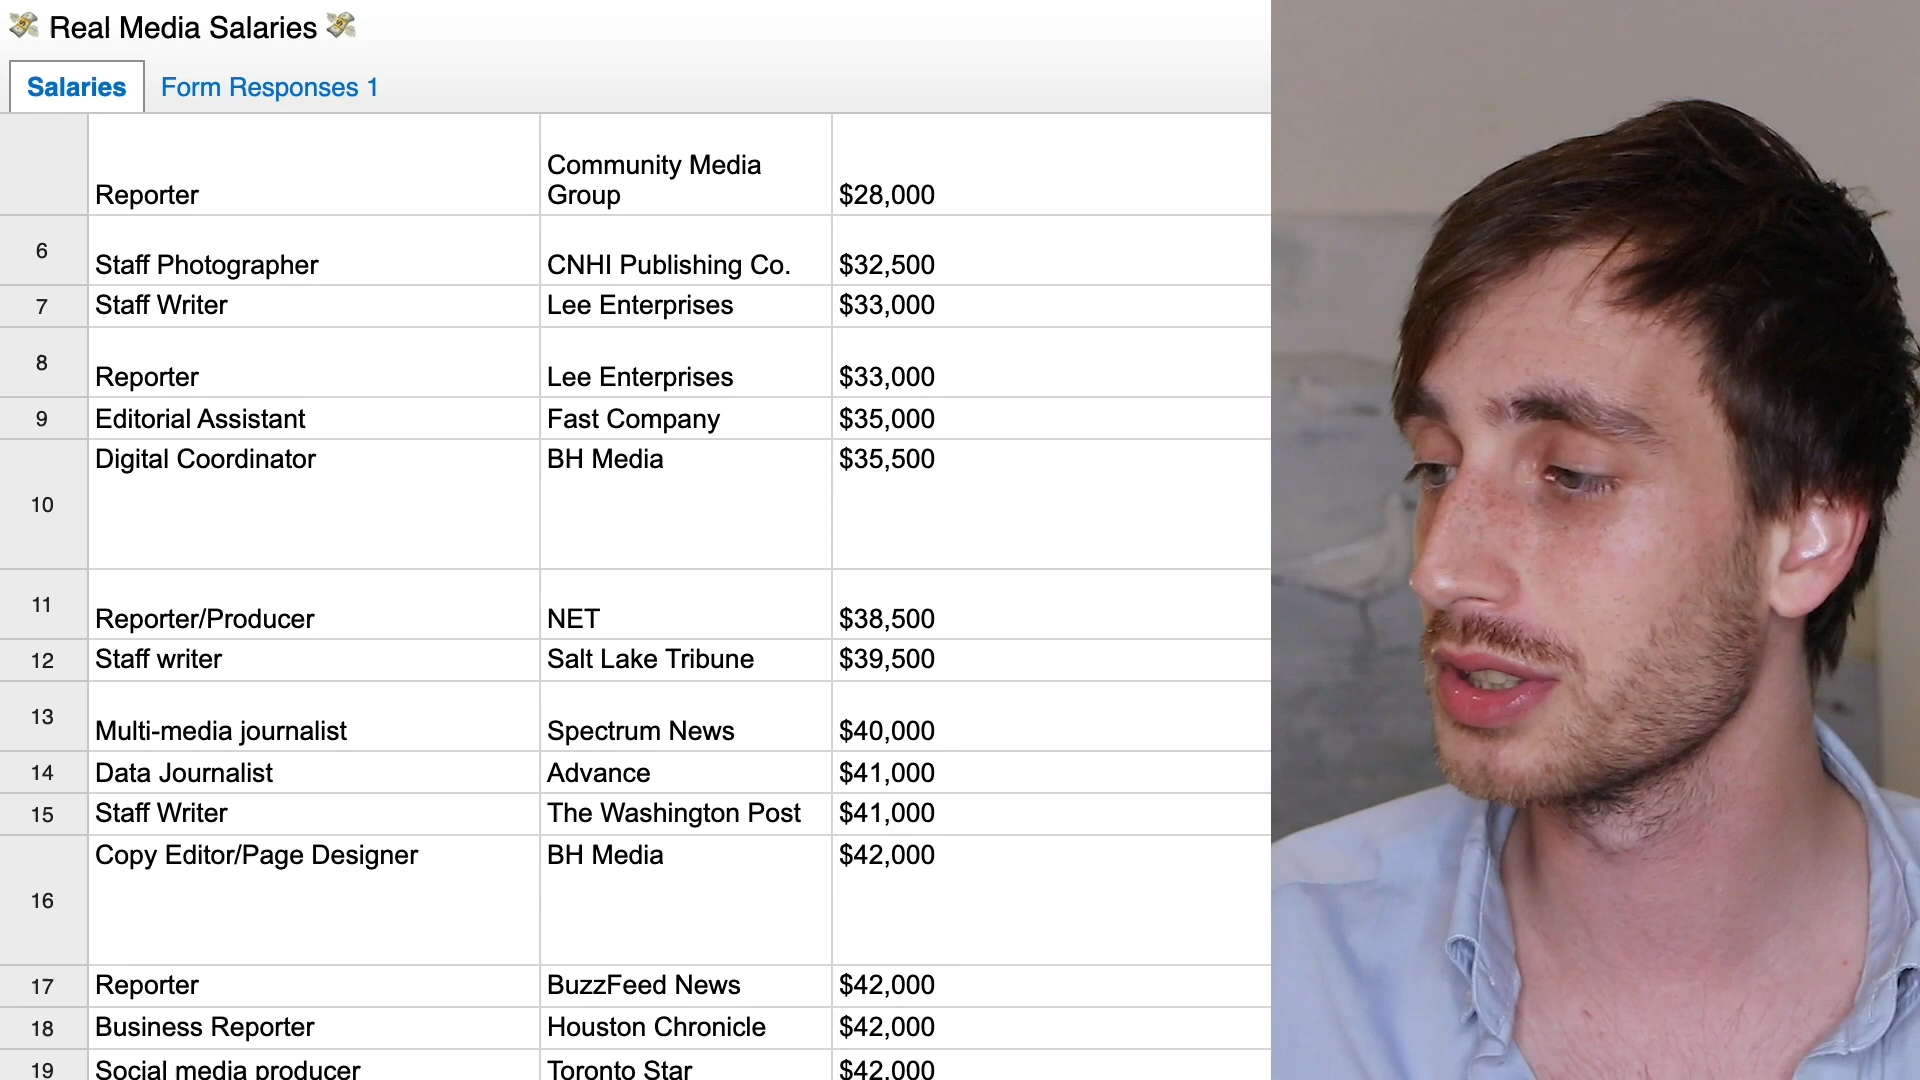 💸 Real Media Salaries 💸
Salaries Form Responses 1
Reporter Community Media Group $28,000
6 Staff Photographer CNHI Publishing Co. $32,500
7 Staff Writer Lee Enterprises $33,000
8 Reporter Lee Enterprises $33,000
9 Editorial Assistant Fast Company $35,000
10 Digital Coordinator BH Media $35,500
11 Reporter/Producer NET $38,500
12 Staff writer Salt Lake Tribune $39,500
13 Multi-media journalist Spectrum News $40,000
14 Data Journalist Advance $41,000
15 Staff Writer The Washington Post $41,000
16 Copy Editor/Page Designer BH Media $42,000
17 Reporter BuzzFeed News $42,000
18 Business Reporter Houston Chronicle $42,000
19 Social media producer Toronto Star $42,000